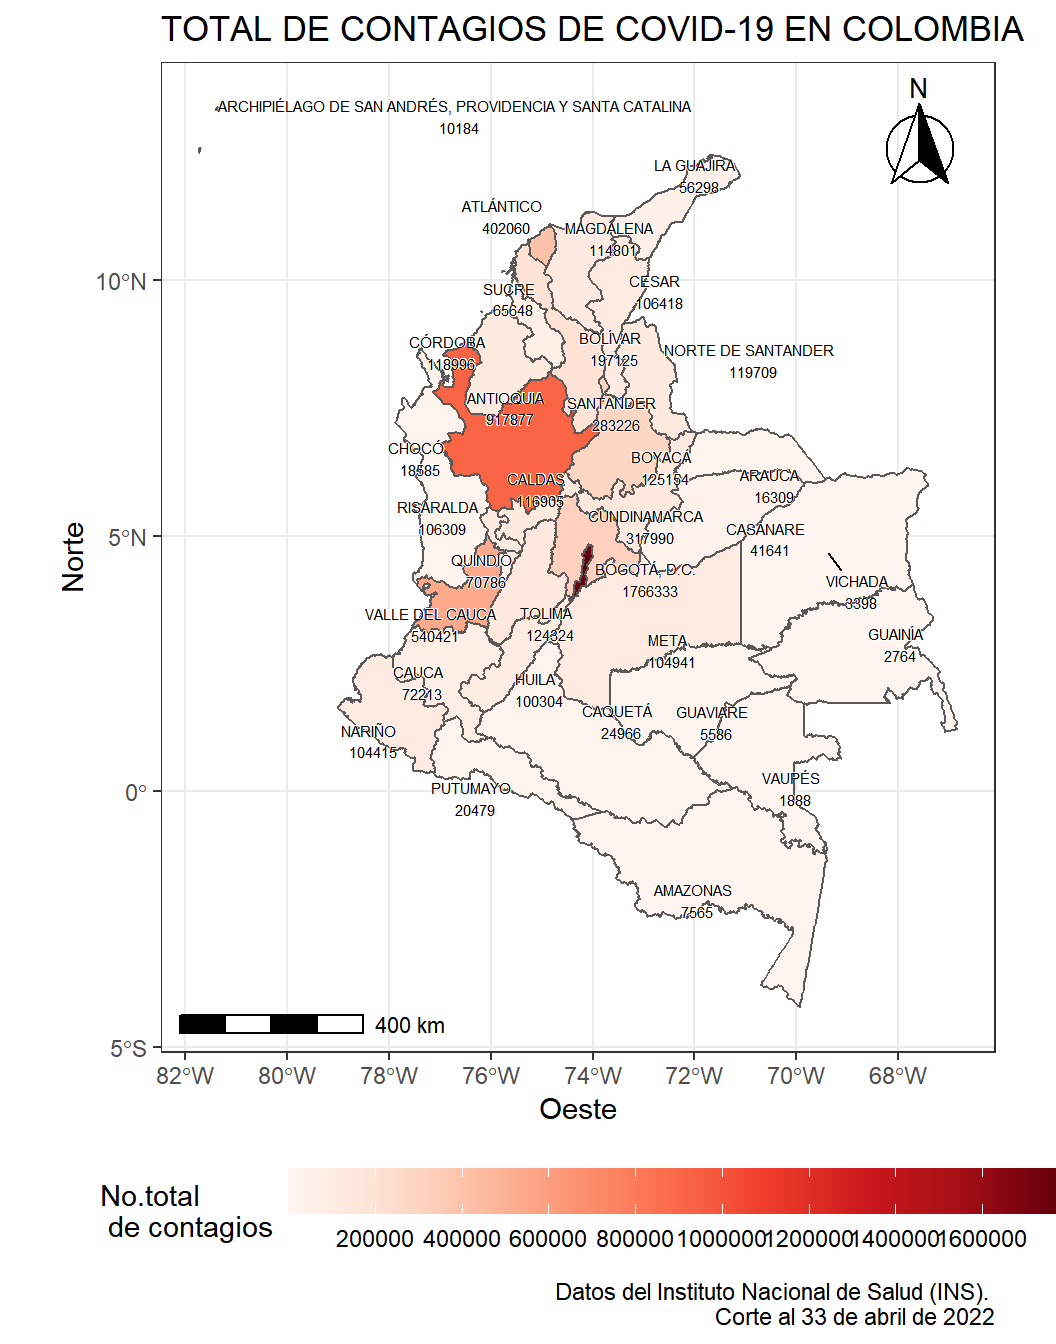 TOTAL DE CONTAGIOS DE COVID-19 EN COLOMBIA
N
ARCHIPIÉLAGO DE SAN ANDRÉS, PROVIDENCIA Y SANTA CATALINA
10184
LA GUAJIRA
56298
ATLÁNTICO
402060
MAGDALENA
114801
CESAR
106418
SUCRE
65648
BOLÍVAR
197125
CÓRDOBA
118996
NORTE DE SANTANDER
119709
ANTIOQUIA
917877
SANTANDER
283226
CHOCÓ
18585
BOYACÁ
125154
ARAUCA
16309
CALDAS
116905
RISARALDA
106309
CUNDINAMARCA
317990
CASANARE
41641
QUINDÍO
70786
BOGOTÁ, D.C.
1766333
VICHADA
3398
VALLE DEL CAUCA
540421
TOLIMA
124324
GUAINÍA
2764
META
104941
CAUCA
72213
HUILA
100304
CAQUETÁ
24966
GUAVIARE
5586
NARIÑO
104415
VAUPÉS
1888
PUTUMAYO
20479
AMAZONAS
7565
400 km
10°N
5°N
0°
5°S
Norte
82°W 80°W 78°W 76°W 74°W 72°W 70°W 68°W
Oeste
No.total
de contagios
200000 400000 600000 800000 1000000 1200000 1400000 1600000
Datos del Instituto Nacional de Salud (INS).
Corte al 33 de abril de 2022